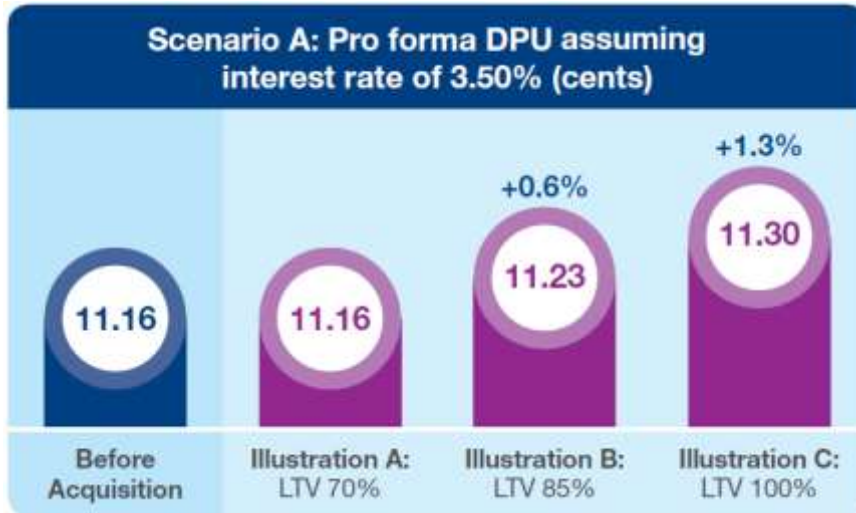 Scenario A: Pro forma DPU assuming
interest rate of 3.50% (cents)
+1.3%
+0.6%
11.30
11.23
11.16
11.16
Before
Acquisition
Illustration A:
LTV 70%
Illustration B:
LTV 85%
Illustration C:
LTV 100%